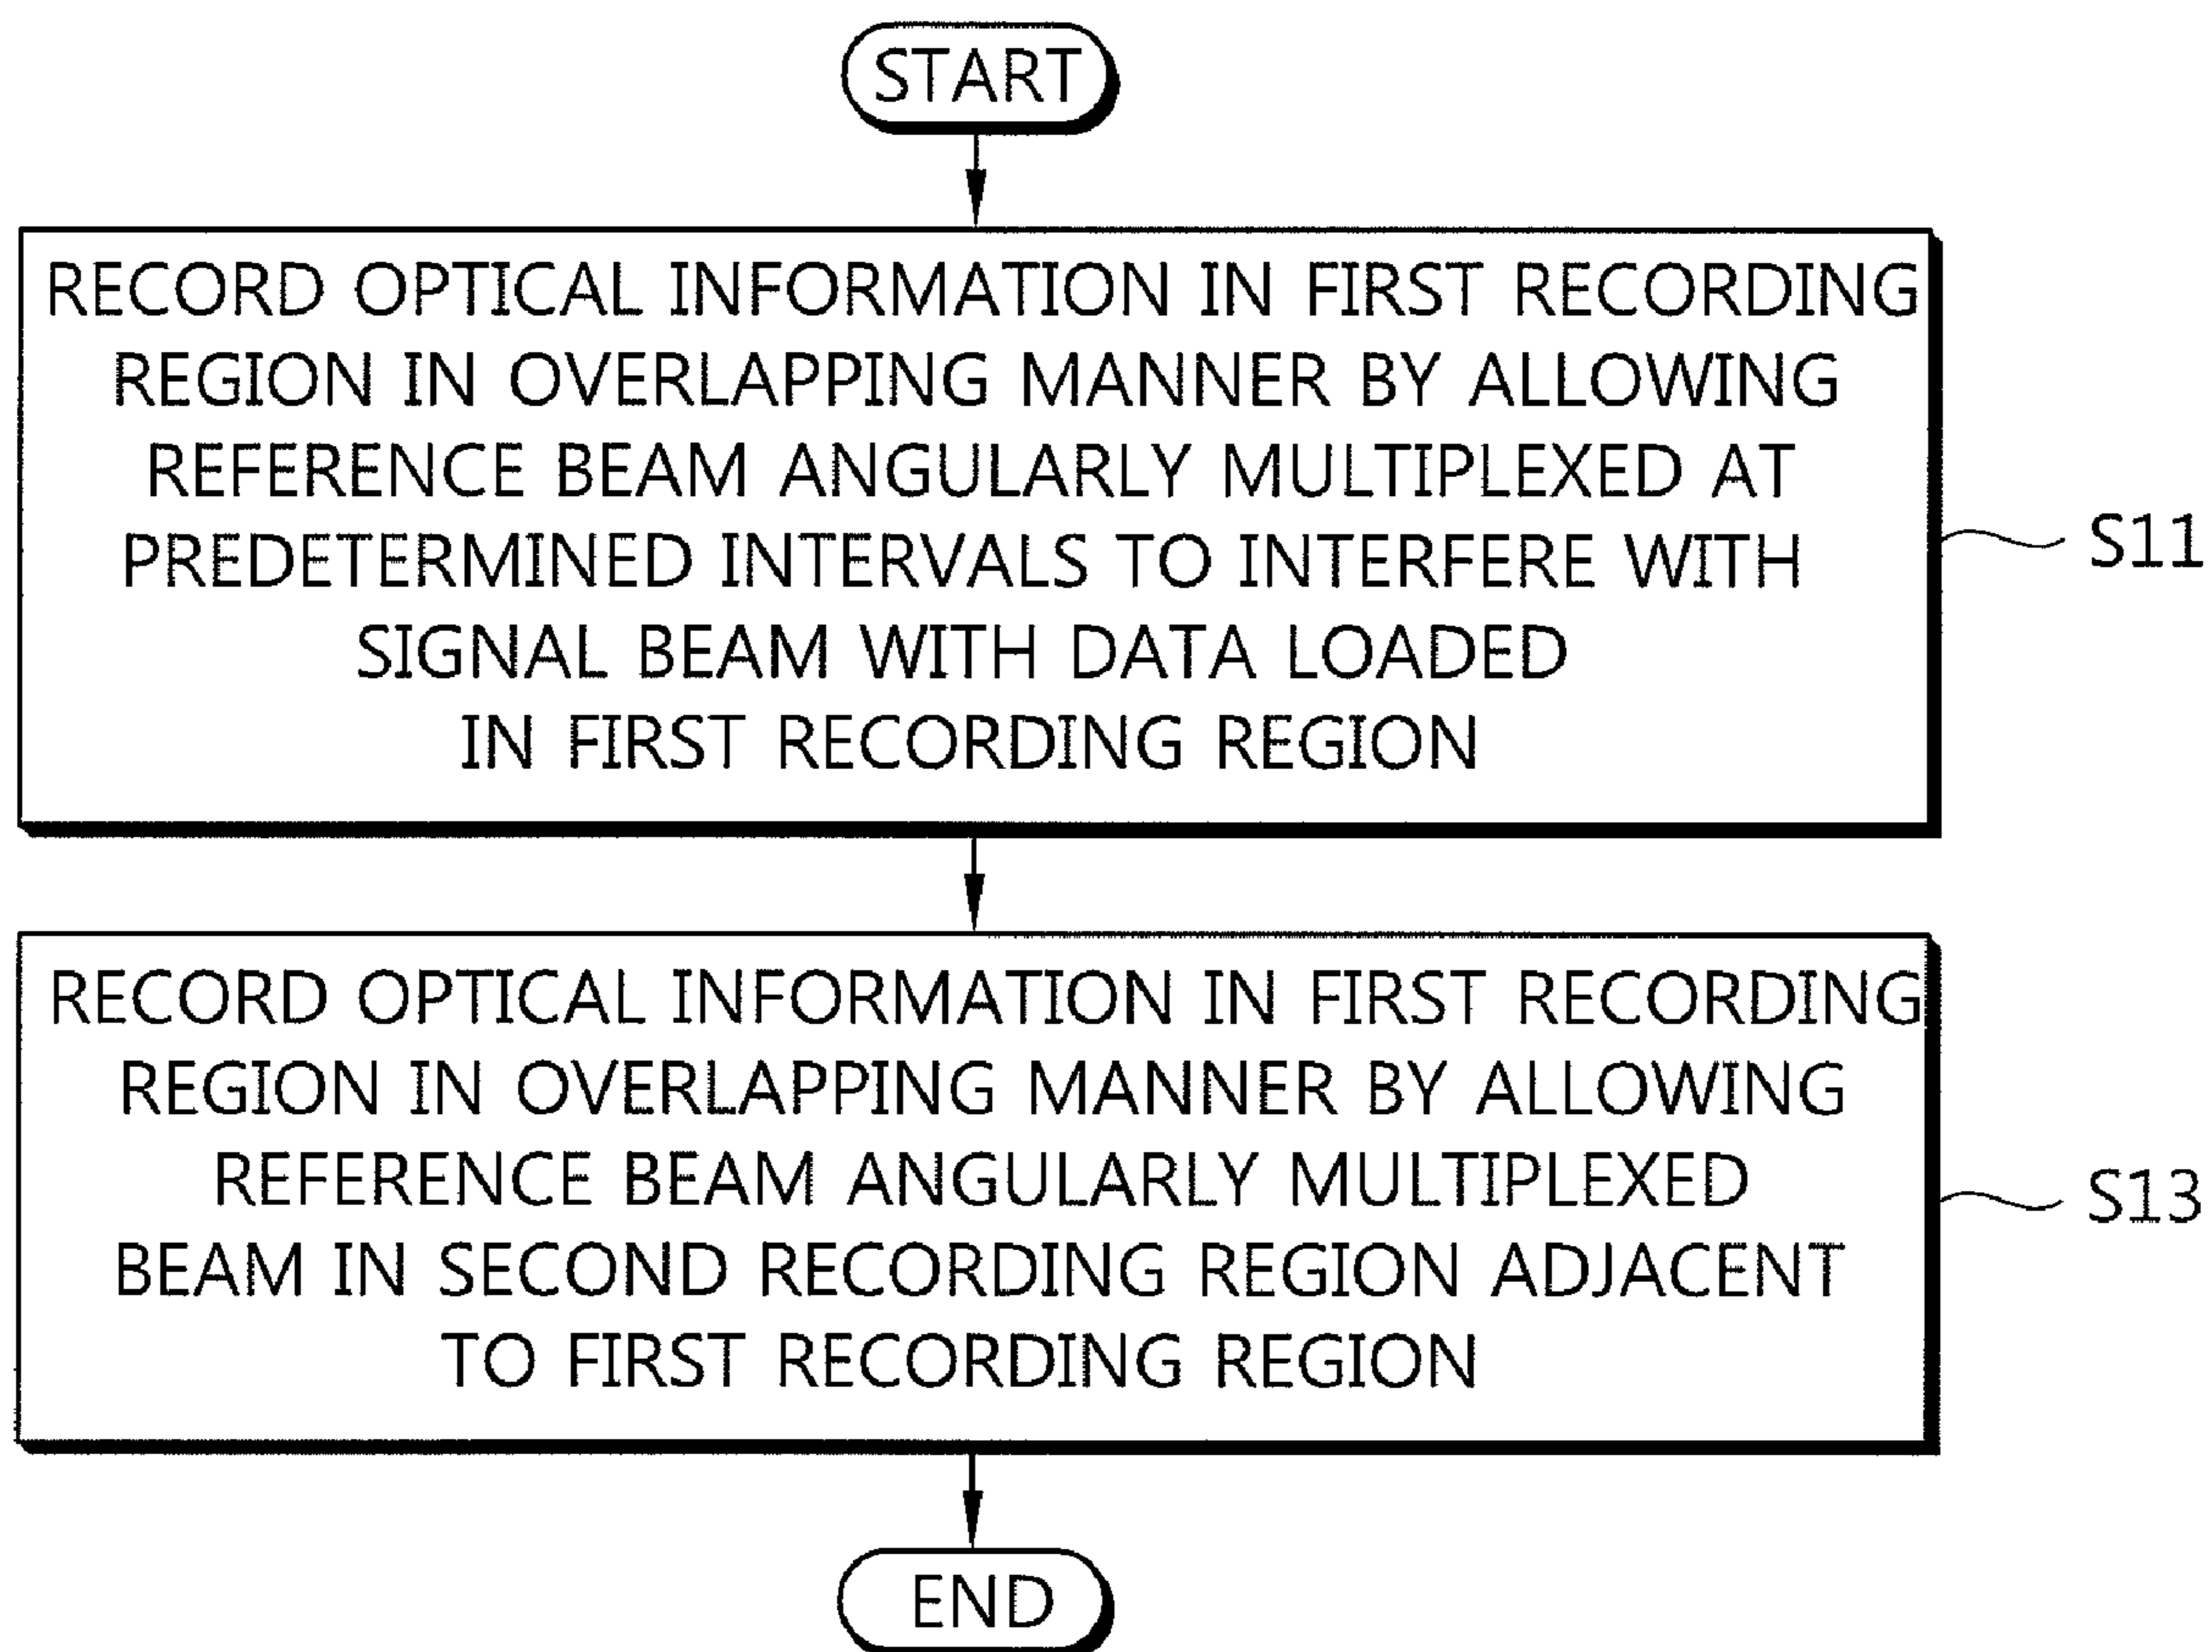 START
RECORD OPTICAL INFORMATION IN FIRST RECORDING
REGION IN OVERLAPPING MANNER BY ALLOWING
REFERENCE BEAM ANGULARLY MULTIPLEXED AT
PREDETERMINED INTERVALS TO INTERFERE WITH
SIGNAL BEAM WITH DATA LOADED
IN FIRST RECORDING REGION
S11
RECORD OPTICAL INFORMATION IN FIRST RECORDING
REGION IN OVERLAPPING MANNER BY ALLOWING
REFERENCE BEAM ANGULARLY MULTIPLEXED
BEAM IN SECOND RECORDING REGION ADJACENT
TO FIRST RECORDING REGION
S13
END